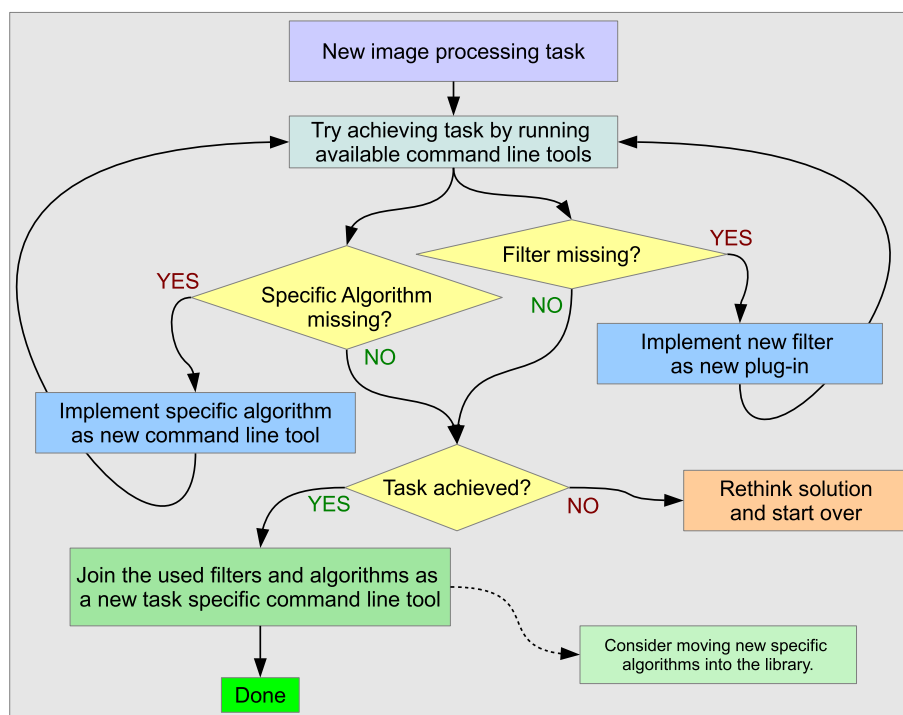 New image processing task
Try achieving task by running
available command line tools
Filter missing?
YES
NO
Specific Algorithm
missing?
YES
NO
Implement new filter
as new plug-in
Implement specific algorithm
as new command line tool
Task achieved?
YES
NO
Rethink solution
and start over
Join the used filters and algorithms as
a new task specific command line tool
Consider moving new specific
algorithms into the library.
Done